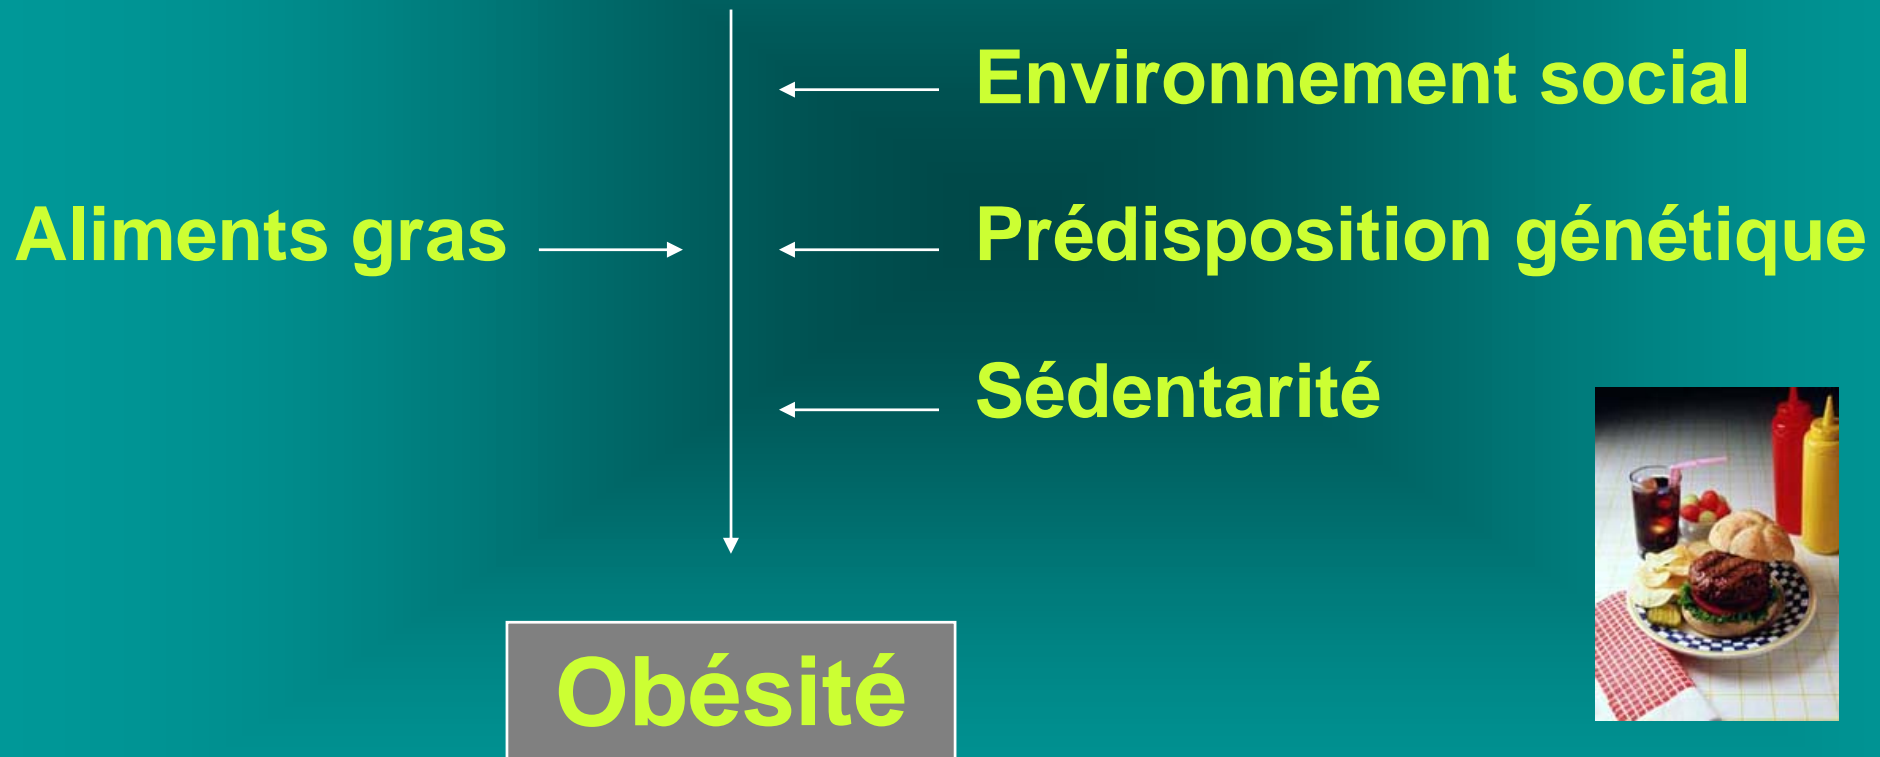 Environnement social
Aliments gras
Prédisposition génétique
Sédentarité
Obésité